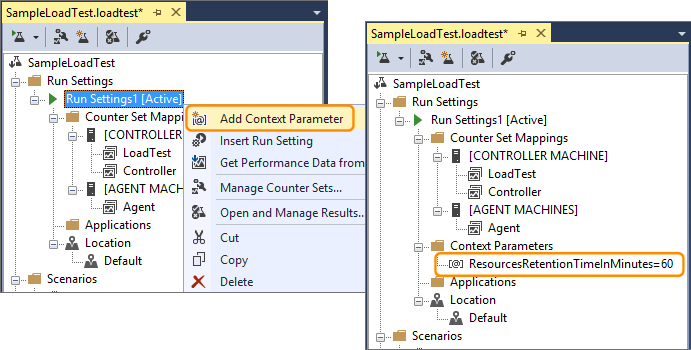 SampleLoadTest.loadtest*
SampleLoadTest
Run Settings
Run Settings1 [Active]
Counter Set Mappi
[CONTROLLER
LoadTest
Controller
[AGENT MACH
Agent
Applications
Location
Default
Scenarios
Add Context Parameter
Insert Run Setting
Get Performance Data from
Manage Counter Sets...
Open and Manage Results...
Cut
Copy
Delete
SampleLoadTest.loadtest*
SampleLoadTest
Run Settings
Run Settings1 [Active]
Counter Set Mappings
[CONTROLLER MACHINE]
LoadTest
Controller
[AGENT MACHINES]
Agent
Context Parameters
ResourcesRetentionTimeInMinutes=60
Applications
Location
Default
Scenarios